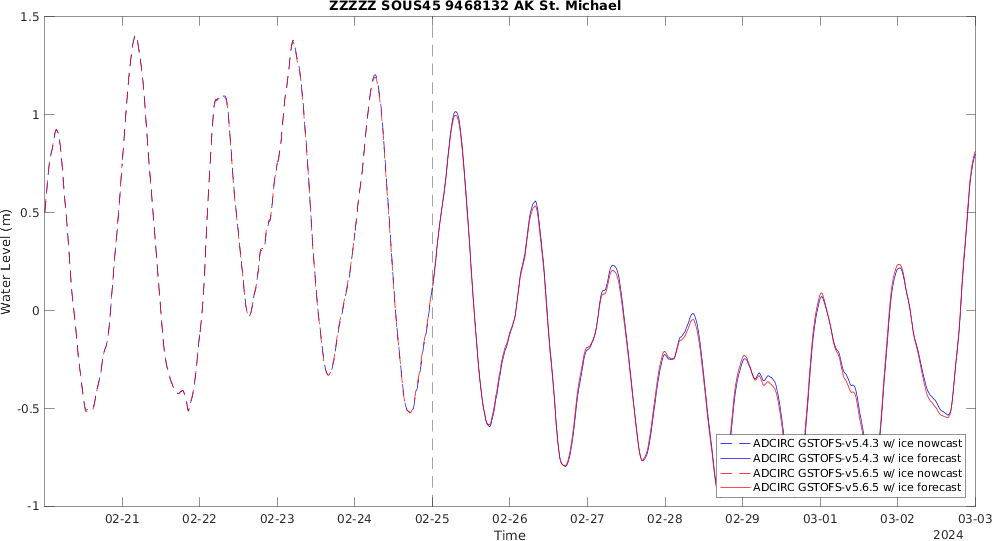 ZZZZZ SOUS45 9468132 AK St. Michael
1.5
1
0.5
0
-0.5
-1
Water Level (m)
02-21 02-22 02-23 02-24 02-25 02-26 02-27 02-28 02-29 03-01 03-02 03-03
Time
2024
ADCIRC GSTOFS-v5.4.3 w/ ice nowcast
ADCIRC GSTOFS-v5.4.3 w/ ice forecast
ADCIRC GSTOFS-v5.6.5 w/ ice nowcast
ADCIRC GSTOFS-v5.6.5 w/ ice forecast